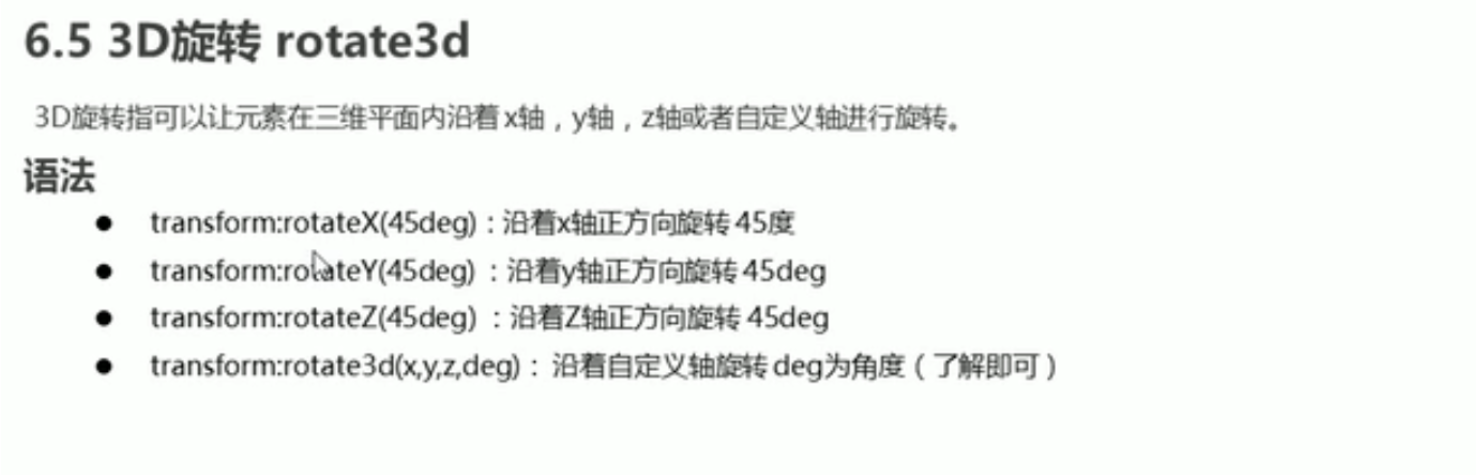 6.5 3D旋转 rotate3d
3D旋转指可以让元素在三维平面内沿着 x轴，y轴，z轴或者自定义轴进行旋转。
语法
● transform:rotateX(45deg)：沿着x轴正方向旋转 45度
● transform:rotateY(45deg) ：沿着y轴正方向旋转 45deg
● transform:rotateZ(45deg) ：沿着Z轴正方向旋转 45deg
● transform:rotate3d(x,y,z,deg)： 沿着自定义轴旋转 deg为角度（了解即可）